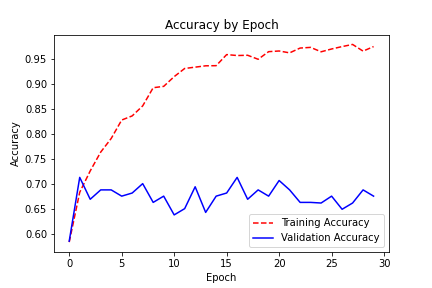 Accuracy by Epoch
Accuracy
0.95
0.90
0.85
0.80
0.75
0.70
0.65
0.60
Training Accuracy
Validation Accuracy
0 5 10 15 20 25 30
Epoch